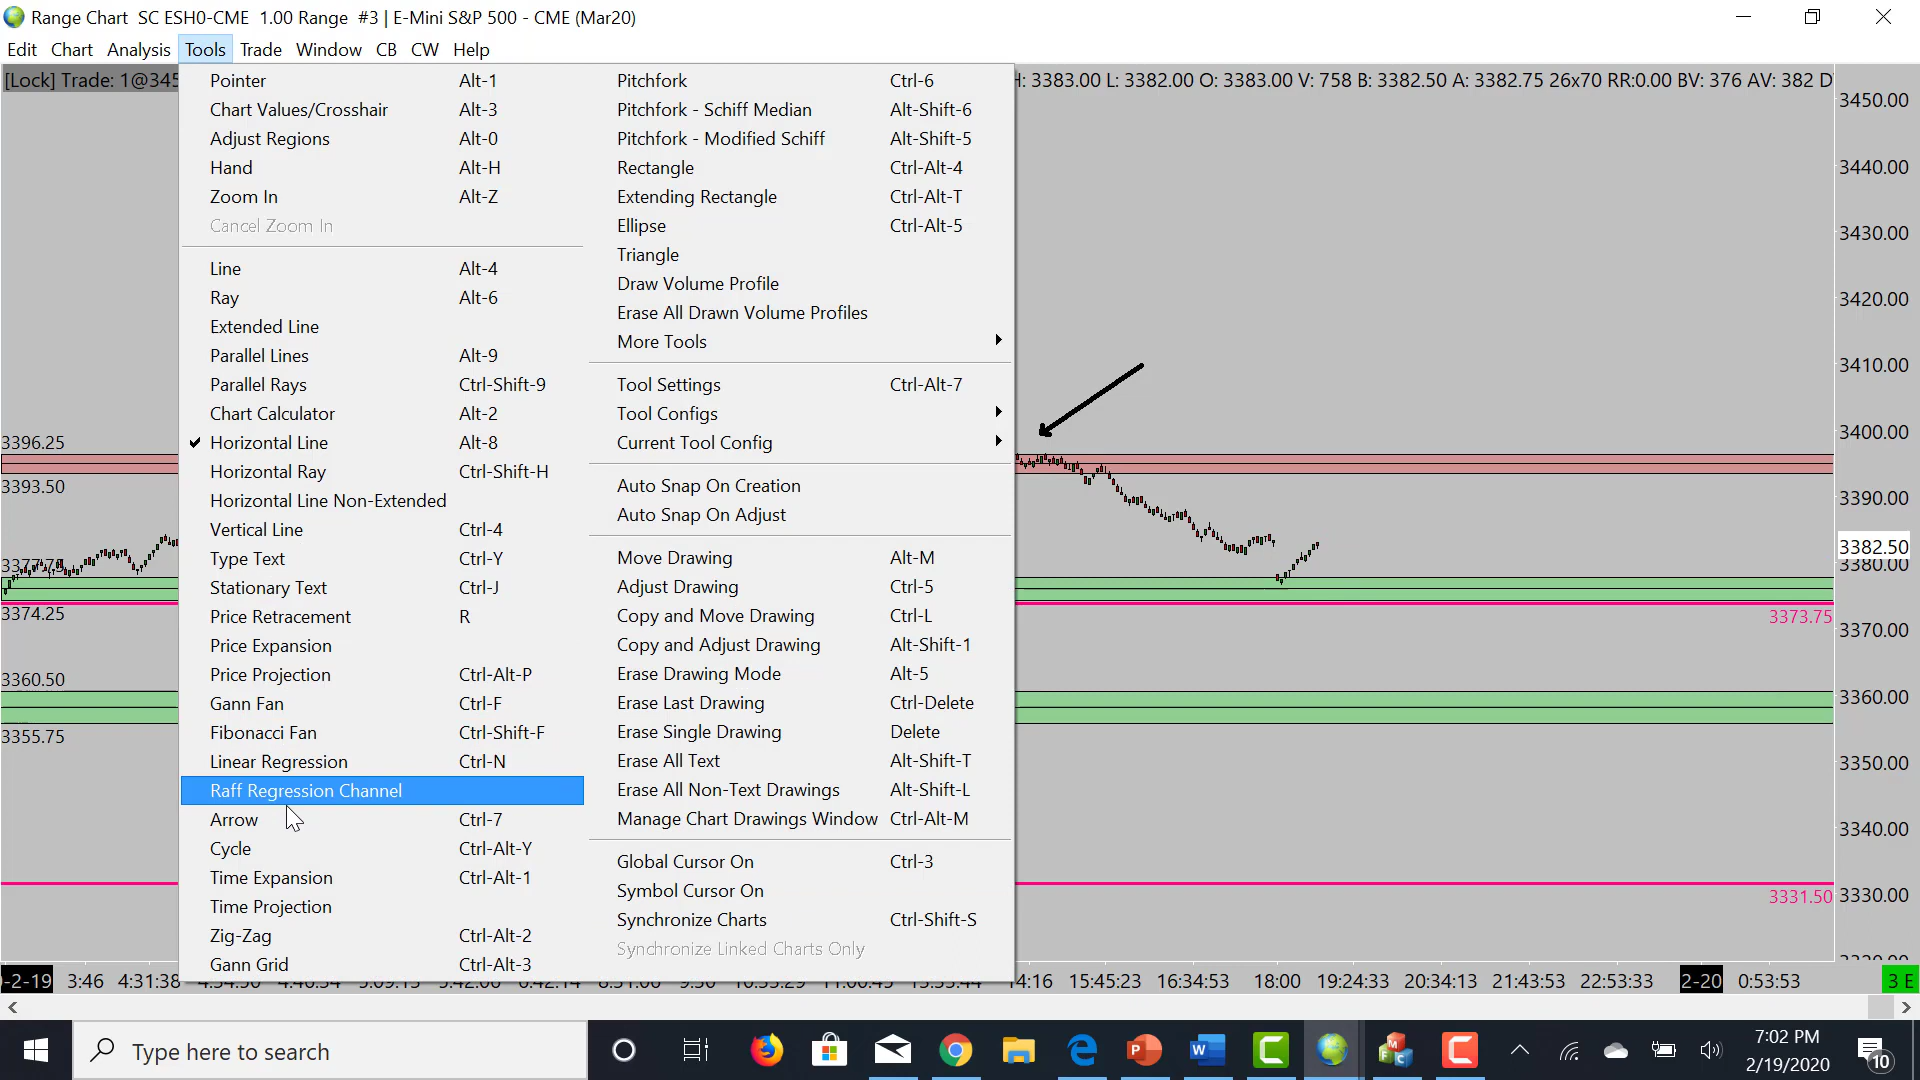 Range Chart SC ESH0-CME 1.00 Range #3 | E-Mini S&P 500 - CME (Mar20)
Edit Chart Analysis Tools Trade Window CB CW Help
[Lock] Trade: 1@345
H: 3383.00 L: 3382.00 O: 3383.00 V: 758 B: 3382.50 A: 3382.75 26x70 RR:0.00 BV: 376 AV: 382 D
Pointer Alt-1
Chart Values/Crosshair Alt-3
Adjust Regions Alt-0
Hand Alt-H
Zoom In Alt-Z
Cancel Zoom In
Line Alt-4
Ray Alt-6
Extended Line
Parallel Lines Alt-9
Parallel Rays Ctrl-Shift-9
Chart Calculator Alt-2
Horizontal Line Alt-8
Horizontal Ray Ctrl-Shift-H
Horizontal Line Non-Extended
Vertical Line Ctrl-4
Type Text Ctrl-Y
Stationary Text Ctrl-J
Price Retracement R
Price Expansion
Price Projection Ctrl-Alt-P
Gann Fan Ctrl-F
Fibonacci Fan Ctrl-Shift-F
Linear Regression Ctrl-N
Raff Regression Channel
Arrow Ctrl-7
Cycle Ctrl-Alt-Y
Time Expansion Ctrl-Alt-1
Time Projection
Zig-Zag Ctrl-Alt-2
Gann Grid Ctrl-Alt-3
Pitchfork Ctrl-6
Pitchfork - Schiff Median Alt-Shift-6
Pitchfork - Modified Schiff Alt-Shift-5
Rectangle Ctrl-Alt-4
Extending Rectangle Ctrl-Alt-T
Ellipse Ctrl-Alt-5
Triangle
Draw Volume Profile
Erase All Drawn Volume Profiles
More Tools
Tool Settings Ctrl-Alt-7
Tool Configs
Current Tool Config
Auto Snap On Creation
Auto Snap On Adjust
Move Drawing Alt-M
Adjust Drawing Ctrl-5
Copy and Move Drawing Ctrl-L
Copy and Adjust Drawing Alt-Shift-1
Erase Drawing Mode Alt-5
Erase Last Drawing Ctrl-Delete
Erase Single Drawing Delete
Erase All Text Alt-Shift-T
Erase All Non-Text Drawings Alt-Shift-L
Manage Chart Drawings Window Ctrl-Alt-M
Global Cursor On Ctrl-3
Symbol Cursor On
Synchronize Charts Ctrl-Shift-S
Synchronize Linked Charts Only
3396.25
3393.50
3377.75
3374.25
3360.50
3355.75
3373.75
3331.50
3450.00
3440.00
3430.00
3420.00
3410.00
3400.00
3390.00
3382.50
3380.00
3370.00
3360.00
3350.00
3340.00
3330.00
-2-19 3:46 4:31:38 14:16 15:45:23 16:34:53 18:00 19:24:33 20:34:13 21:43:53 22:53:33 2-20 0:53:53 3 E
Type here to search
7:02 PM
2/19/2020
10